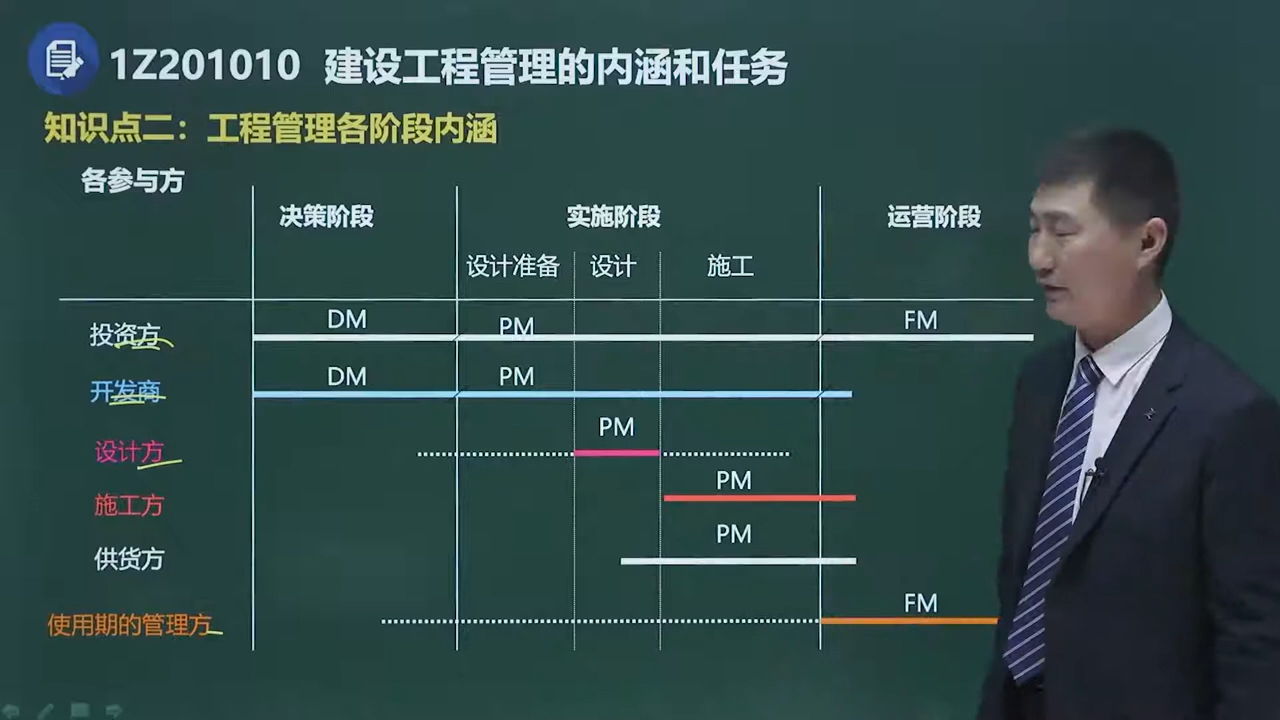 1Z201010 建设工程管理的内涵和任务
知识点二：工程管理各阶段内涵
各参与方
决策阶段 实施阶段 运营阶段
设计准备 设计 施工
投资方 DM PM FM
开发商 DM PM
设计方 PM
施工方 PM
供货方 PM
使用期的管理方 FM